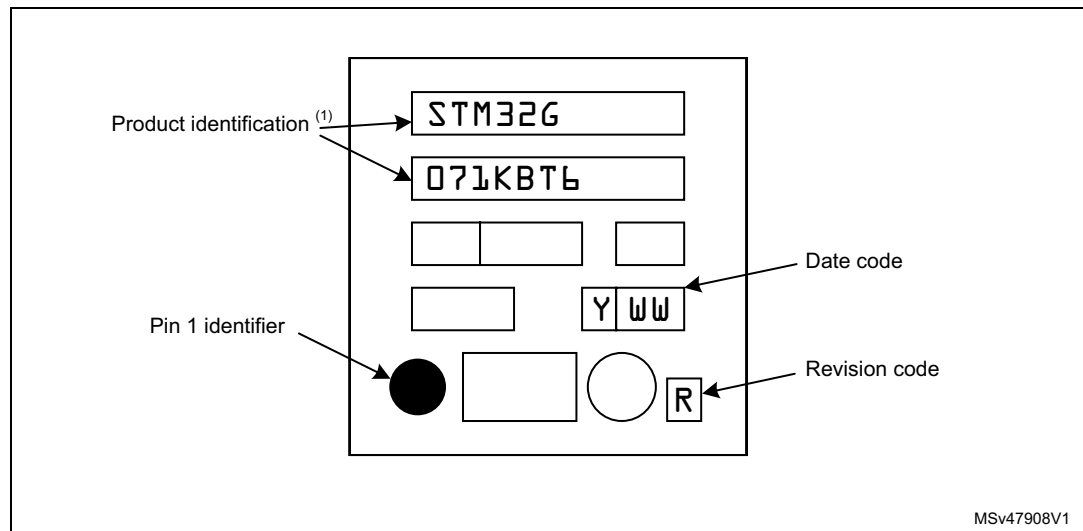 Product identification (1)
STM32G
071KBT6
Date code
Y WW
Pin 1 identifier
Revision code
R
MSv47908V1